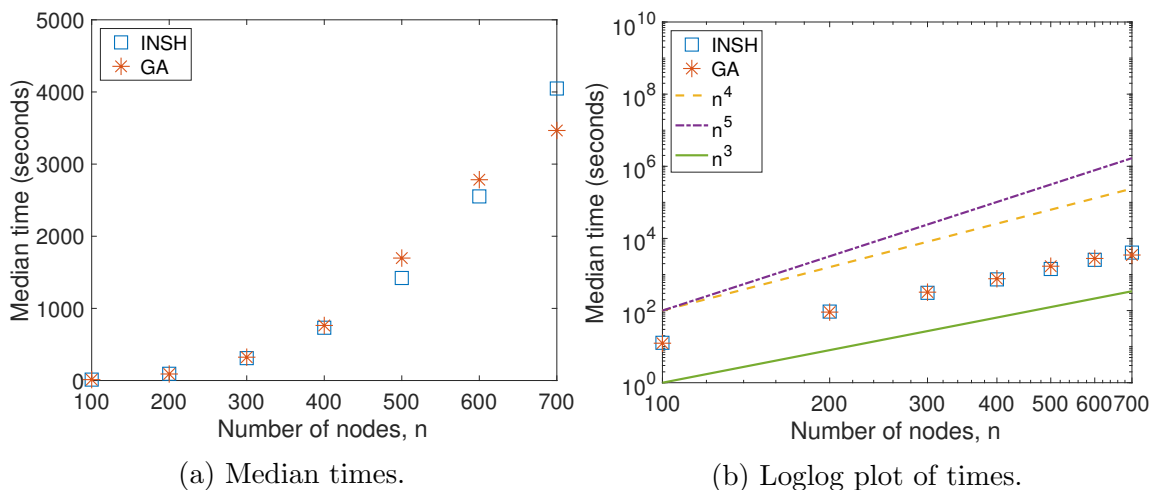 5000
4000
3000
2000
1000
0
Median time (seconds)
INSH
GA
100 200 300 400 500 600 700
Number of nodes, n
(a) Median times.
10^10
10^8
10^6
10^4
10^2
10^0
Median time (seconds)
INSH
GA
n^4
n^5
n^3
100 200 300 400 500 600 700
Number of nodes, n
(b) Loglog plot of times.